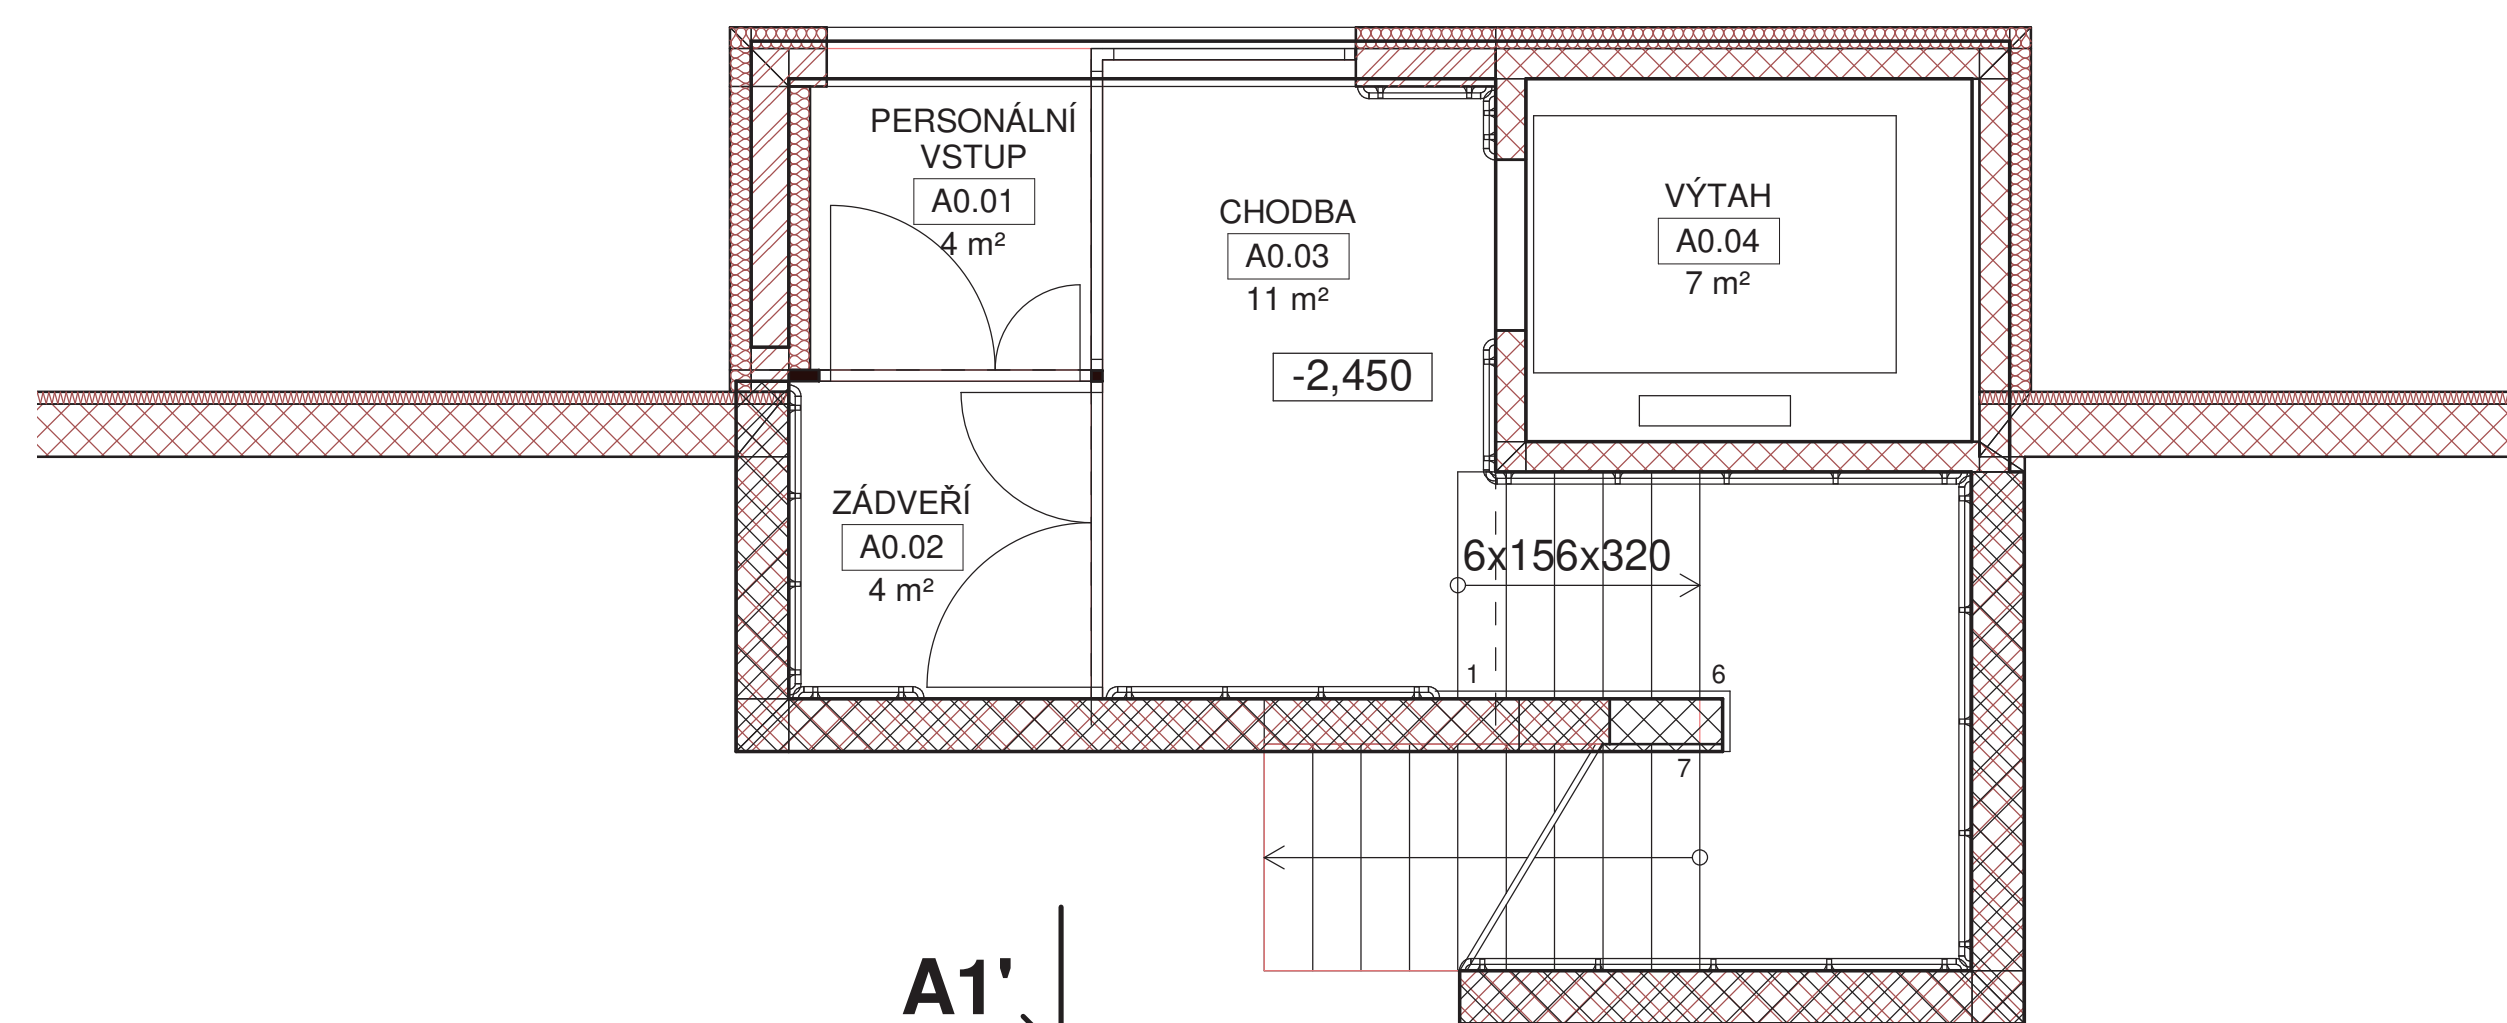 PERSONÁLNÍ
VSTUP
A0.01
4 m²
CHODBA
A0.03
11 m²
VÝTAH
A0.04
7 m²
-2,450
ZÁDVEŘÍ
A0.02
4 m²
6x156x320
1
6
7
A1'